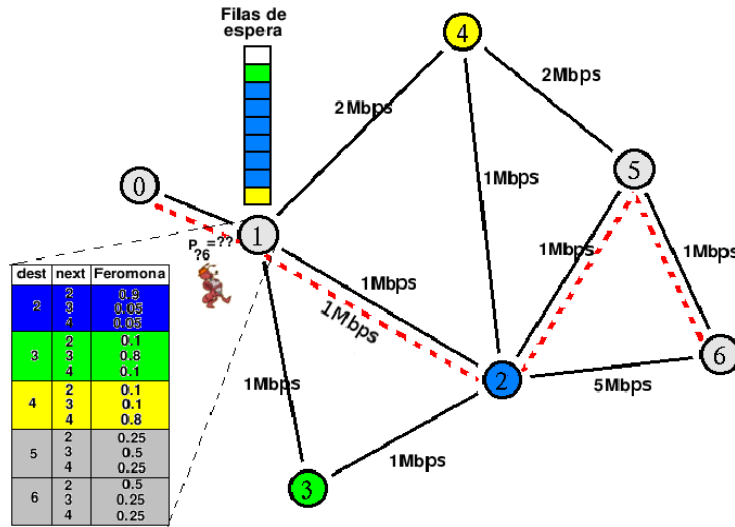 Filas de
espera
4
2Mbps
2Mbps
0
5
1
1Mbps
P_ =??
?6
1Mbps
1Mbps
1Mbps
1Mbps
6
2
5Mbps
1Mbps
1Mbps
3
dest next Feromona
2
2 0.9
3 0.05
4 0.05
3
2 0.1
3 0.8
4 0.1
4
2 0.1
3 0.1
4 0.8
5
2 0.25
3 0.5
4 0.25
6
2 0.5
3 0.25
4 0.25